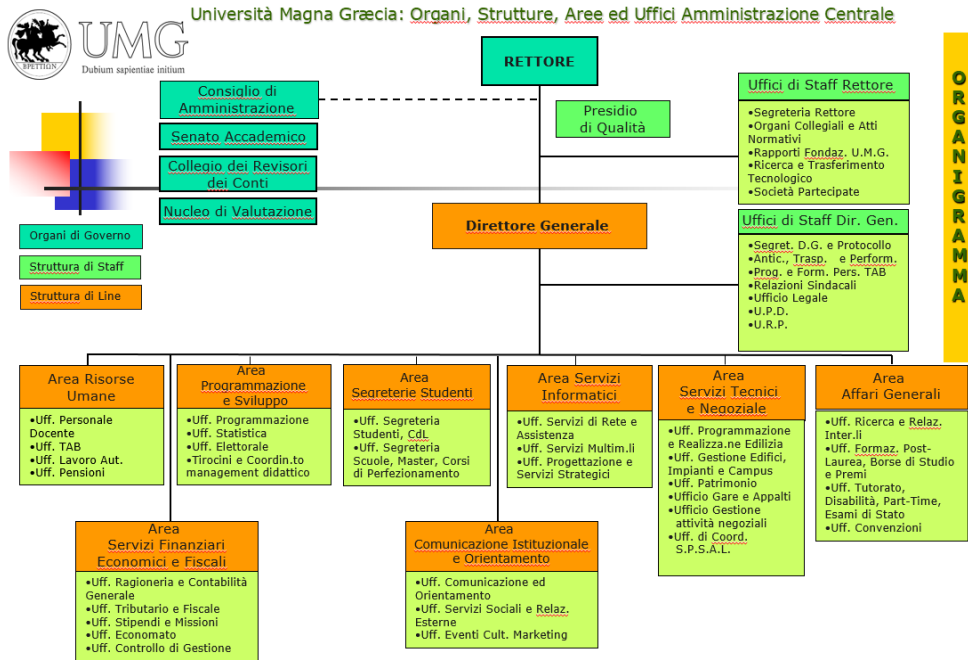 Università Magna Græcia: Organi, Strutture, Aree ed Uffici Amministrazione Centrale
UMG
Dubium sapientiae initium
ΒΡΕΤΤΙΩΝ
RETTORE
Consiglio di
Amministrazione
Senato Accademico
Collegio dei Revisori
dei Conti
Nucleo di Valutazione
Presidio
di Qualità
Uffici di Staff Rettore
•Segreteria Rettore
•Organi Collegiali e Atti
Normativi
•Rapporti Fondaz. U.M.G.
•Ricerca e Trasferimento
Tecnologico
•Società Partecipate
Direttore Generale
Uffici di Staff Dir. Gen.
•Segret. D.G. e Protocollo
•Antic., Trasp. e Perform.
•Prog. e Form. Pers. TAB
•Relazioni Sindacali
•Ufficio Legale
•U.P.D.
•U.R.P.
ORGANIGRAMMA
Organi di Governo
Struttura di Staff
Struttura di Line
Area Risorse
Umane
•Uff. Personale
Docente
•Uff. TAB
•Uff. Lavoro Aut.
•Uff. Pensioni
Area
Programmazione
e Sviluppo
•Uff. Programmazione
•Uff. Statistica
•Uff. Elettorale
•Tirocini e Coordin.to
management didattico
Area
Segreterie Studenti
•Uff. Segreteria
Studenti, CdL
•Uff. Segreteria
Scuole, Master, Corsi
di Perfezionamento
Area Servizi
Informatici
•Uff. Servizi di Rete e
Assistenza
•Uff. Servizi Multim.li
•Uff. Progettazione e
Servizi Strategici
Area
Servizi Tecnici
e Negoziale
•Uff. Programmazione
e Realizza.ne Edilizia
•Uff. Gestione Edifici,
Impianti e Campus
•Uff. Patrimonio
•Ufficio Gare e Appalti
•Ufficio Gestione
attività negoziali
•Uff. di Coord.
S.P.S.A.L.
Area
Affari Generali
•Uff. Ricerca e Relaz.
Inter.li
•Uff. Formaz. Post-
Laurea, Borse di Studio
e Premi
•Uff. Tutorato,
Disabilità, Part-Time,
Esami di Stato
•Uff. Convenzioni
Area
Servizi Finanziari
Economici e Fiscali
•Uff. Ragioneria e Contabilità
Generale
•Uff. Tributario e Fiscale
•Uff. Stipendi e Missioni
•Uff. Economato
•Uff. Controllo di Gestione
Area
Comunicazione Istituzionale
e Orientamento
•Uff. Comunicazione ed
Orientamento
•Uff. Servizi Sociali e Relaz.
Esterne
•Uff. Eventi Cult. Marketing